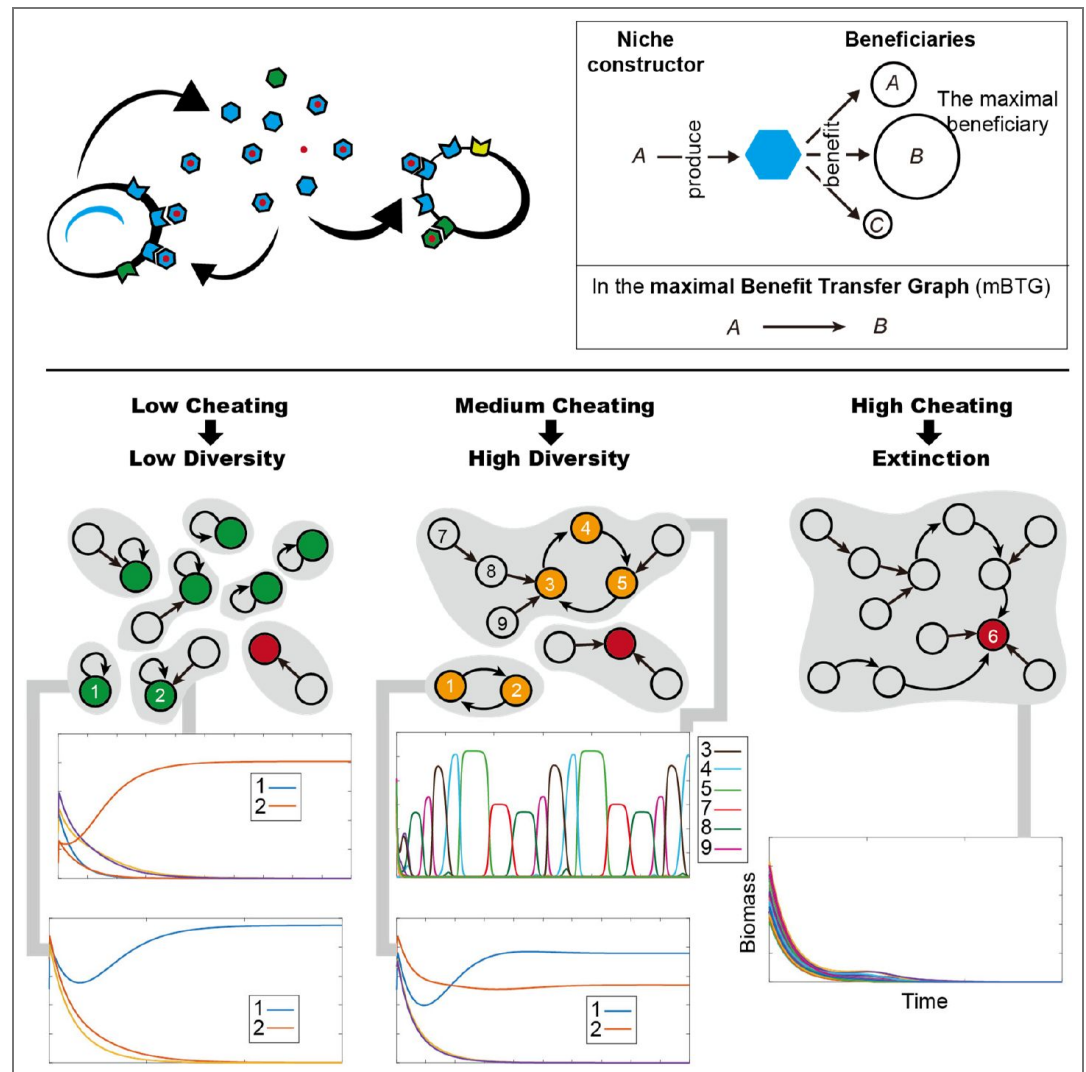 Niche
constructor
Beneficiaries
A
produce
benefit
A
The maximal
beneficiary
B
C
In the maximal Benefit Transfer Graph (mBTG)
A
B
Low Cheating
Low Diversity
Medium Cheating
High Diversity
High Cheating
Extinction
1
2
7
8
9
3
4
5
1
2
6
1
2
3
4
5
7
8
9
1
2
1
2
Biomass
Time